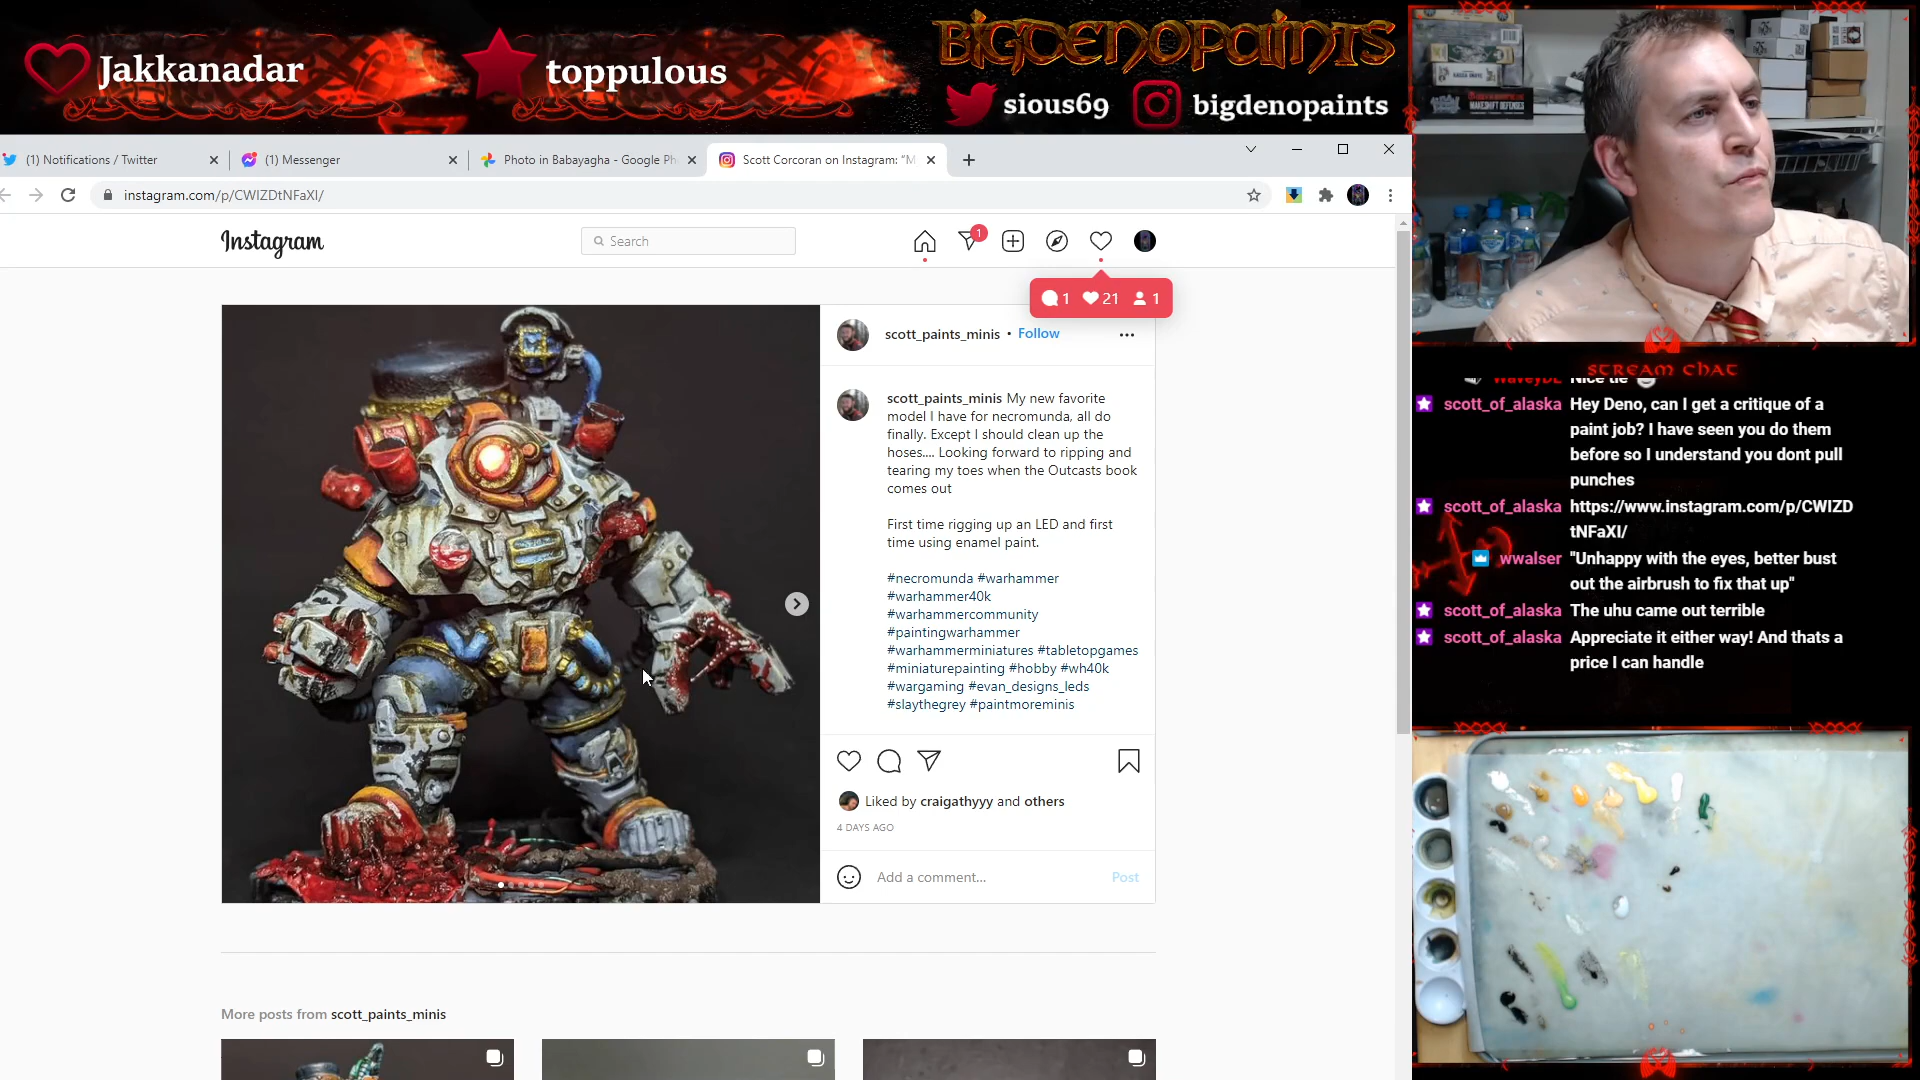 Jakkanadar
toppulous
BIGDENOPAINTS
sious69
bigdenopaints
(1) Notifications / Twitter
(1) Messenger
Photo in Babayagha - Google Ph
Scott Corcoran on Instagram: "M
instagram.com/p/CWIZDtNFaXI/
Instagram
Search
1
1 21 1
scott_paints_minis • Follow
scott_paints_minis My new favorite
model I have for necromunda, all do
finally. Except I should clean up the
hoses.... Looking forward to ripping and
tearing my toes when the Outcasts book
comes out
First time rigging up an LED and first
time using enamel paint.
#necromunda #warhammer
#warhammer40k
#warhammercommunity
#paintingwarhammer
#warhammerminiatures #tabletopgames
#miniaturepainting #hobby #wh40k
#wargaming #evan_designs_leds
#slaythegrey #paintmoreminis
Liked by craigathyyy and others
4 DAYS AGO
Add a comment...
Post
More posts from scott_paints_minis
MAKESHIFT DEFENSES
STREAM CHAT
waveyDL Nice tie
scott_of_alaska Hey Deno, can I get a critique of a
paint job? I have seen you do them
before so I understand you dont pull
punches
scott_of_alaska https://www.instagram.com/p/CWIZD
tNFaXI/
wwalser "Unhappy with the eyes, better bust
out the airbrush to fix that up"
scott_of_alaska The uhu came out terrible
scott_of_alaska Appreciate it either way! And thats a
price I can handle